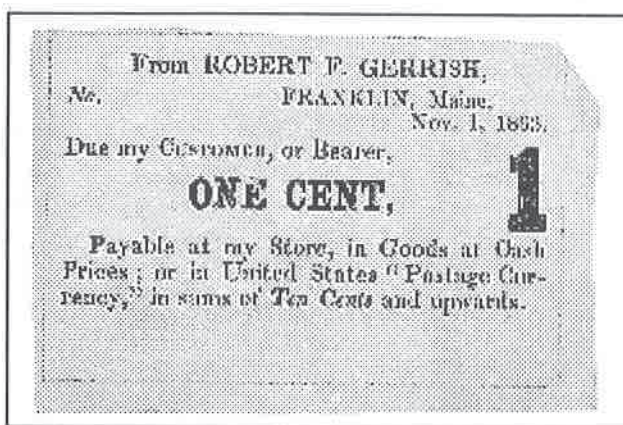 From ROBERT F. GERRISH,
No. FRANKLIN, Maine,
Nov. 1, 1863.
Due my CUSTOMER, or Bearer,
ONE CENT, 1
Payable at my Store, in Goods at Cash
Prices; or in United States "Postage Cur-
rency," in sums of Ten Cents and upwards.